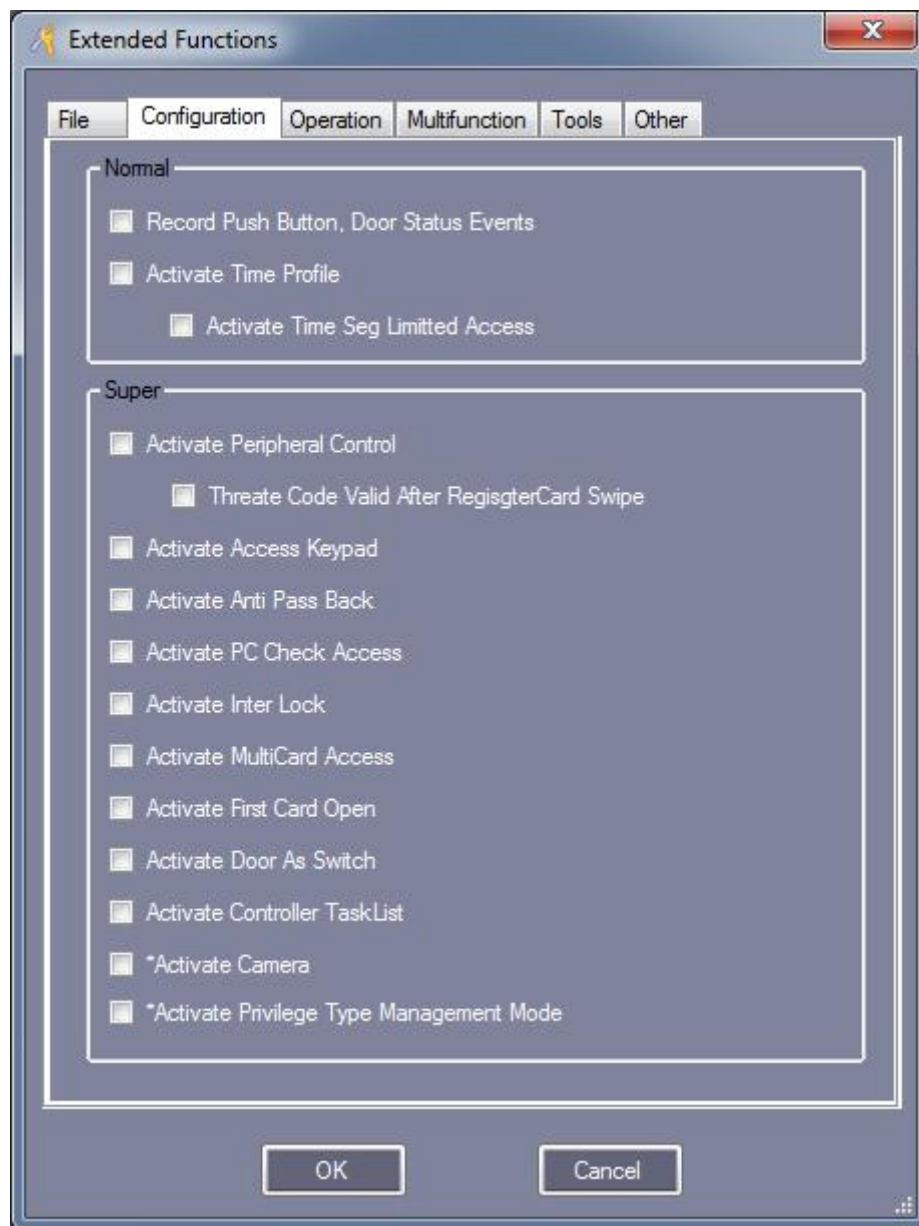 Extended Functions
File Configuration Operation Multifunction Tools Other
Normal
Record Push Button, Door Status Events
Activate Time Profile
Activate Time Seg Limitted Access
Super
Activate Peripheral Control
Threate Code Valid After RegisgterCard Swipe
Activate Access Keypad
Activate Anti Pass Back
Activate PC Check Access
Activate Inter Lock
Activate MultiCard Access
Activate First Card Open
Activate Door As Switch
Activate Controller TaskList
*Activate Camera
*Activate Privilege Type Management Mode
OK Cancel